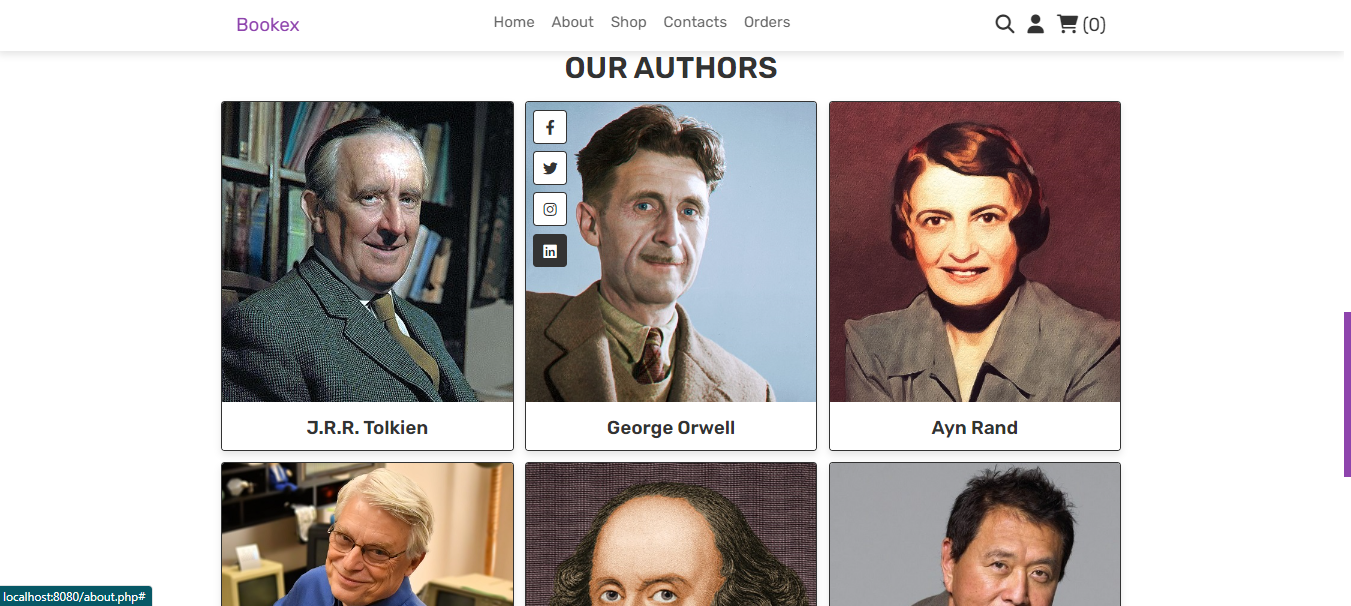 Bookex
Home About Shop Contacts Orders
(0)
OUR AUTHORS
J.R.R. Tolkien
George Orwell
Ayn Rand
localhost:8080/about.php#